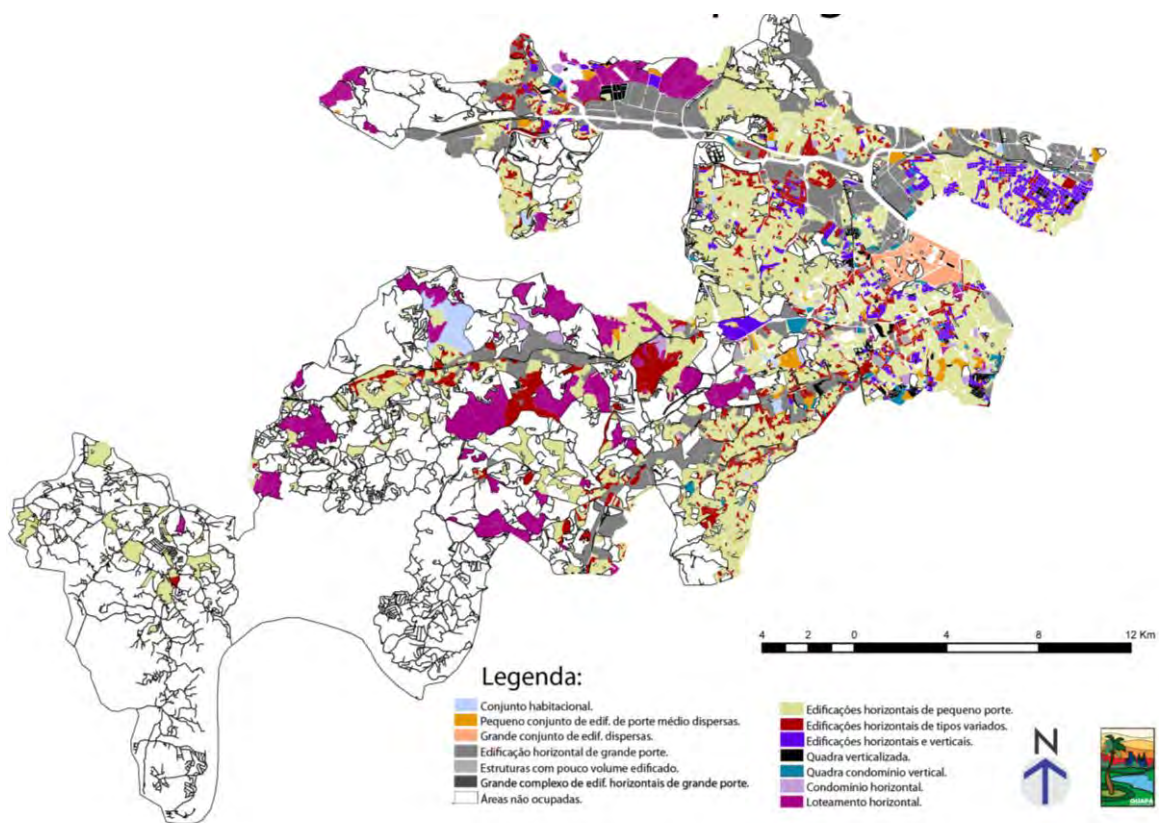 Legenda:
Conjunto habitacional.
Pequeno conjunto de edif. de porte médio dispersas.
Grande conjunto de edif. dispersas.
Edificação horizontal de grande porte.
Estruturas com pouco volume edificado.
Grande complexo de edif. horizontais de grande porte.
Áreas não ocupadas.
4 2 0 4 8 12 Km
Edificações horizontais de pequeno porte.
Edificações horizontais de tipos variados.
Edificações horizontais e verticais.
Quadra verticalizada.
Quadra condomínio vertical.
Condomínio horizontal.
Loteamento horizontal.
N
QUAPÁ